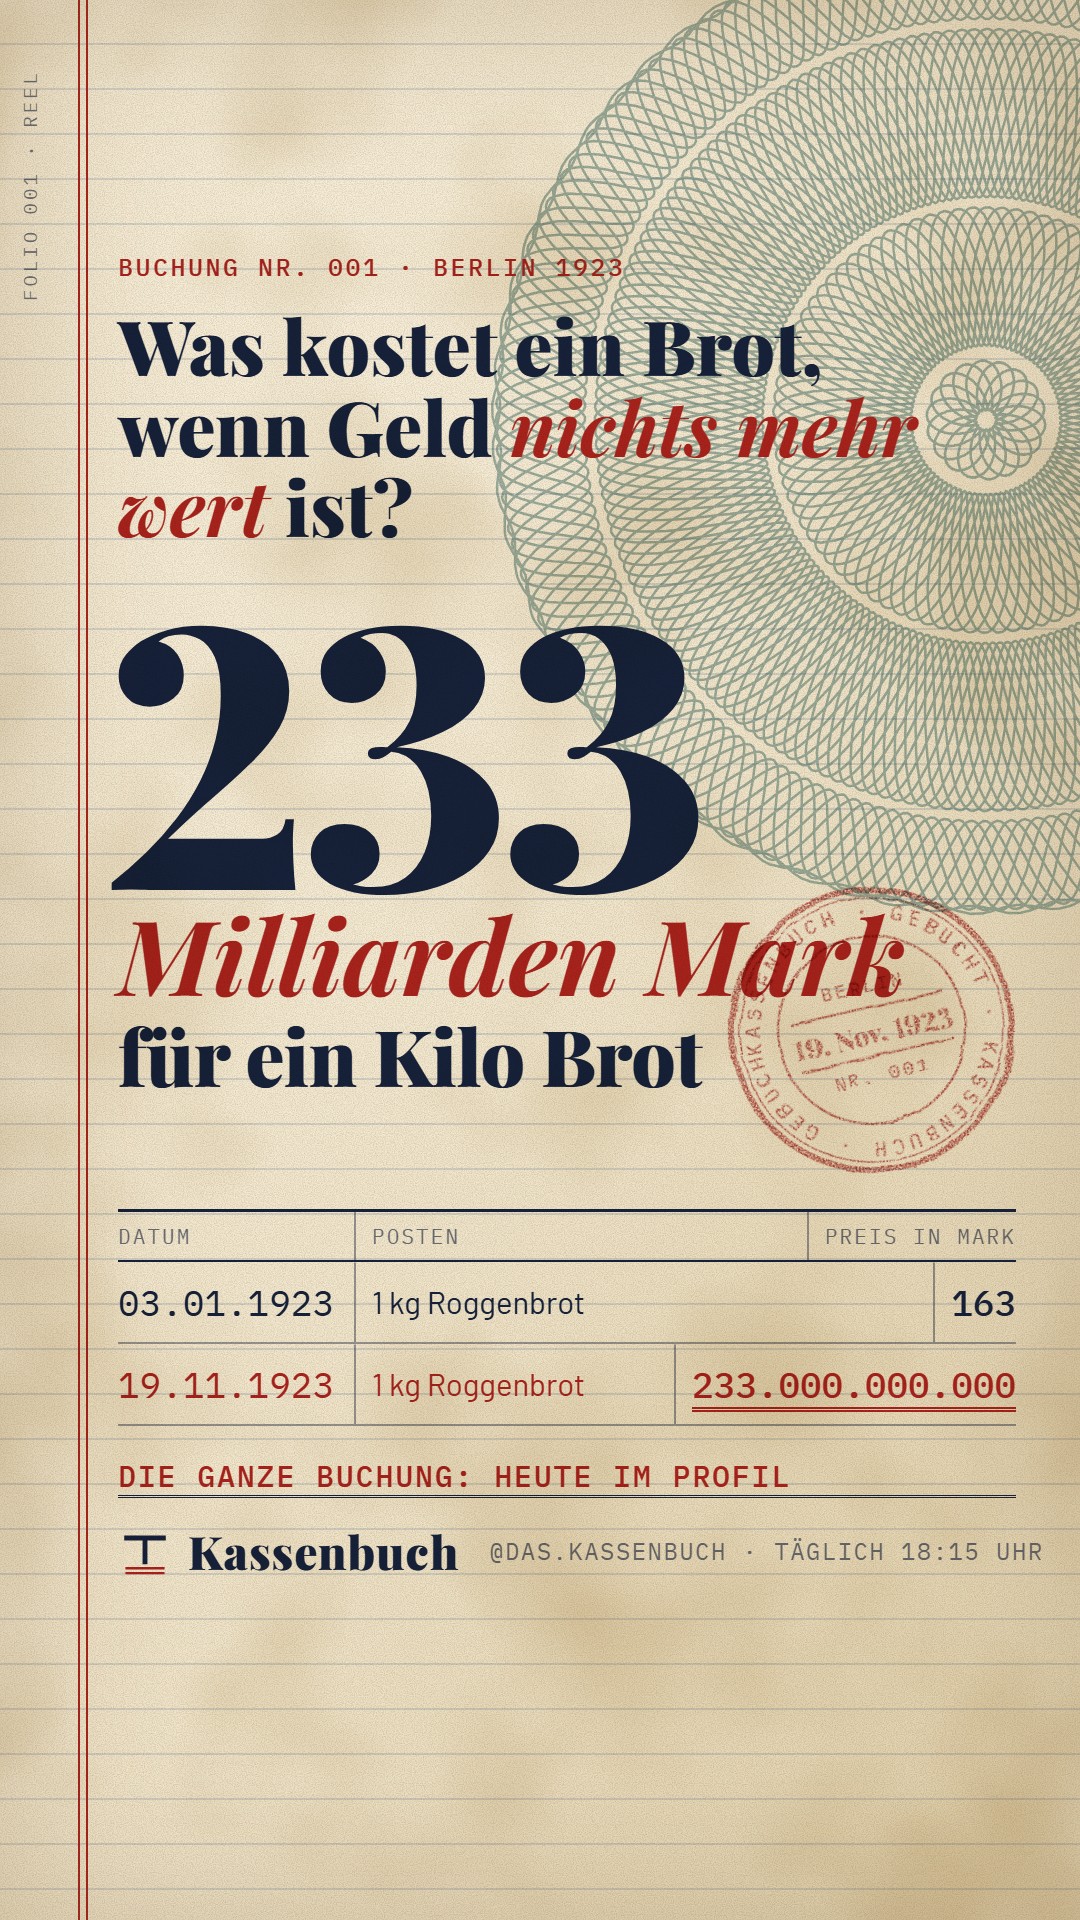 FOLIO 001 · REEL
BUCHUNG NR. 001 · BERLIN 1923
Was kostet ein Brot,
wenn Geld nichts mehr
wert ist?
233
Milliarden Mark
für ein Kilo Brot
KASSENBUCH · GEBUCHT · KASSENBUCH · GEBUCH
BERLIN
19. Nov. 1923
NR. 001
DATUM POSTEN PREIS IN MARK
03.01.1923 1 kg Roggenbrot 163
19.11.1923 1 kg Roggenbrot 233.000.000.000
DIE GANZE BUCHUNG: HEUTE IM PROFIL
Kassenbuch @DAS.KASSENBUCH · TÄGLICH 18:15 UHR